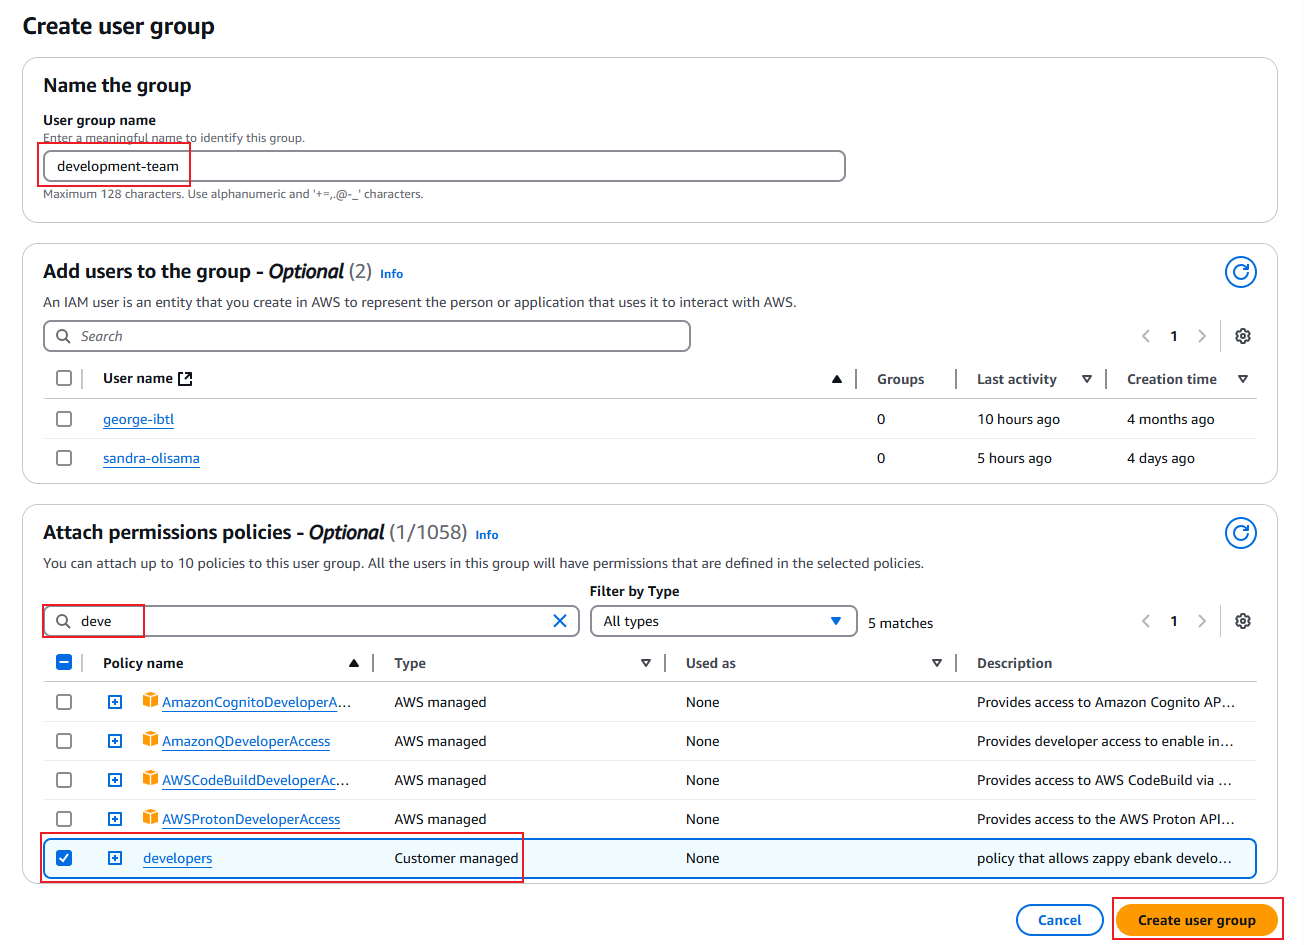 Create user group
Name the group
User group name
Enter a meaningful name to identify this group.
development-team
Maximum 128 characters. Use alphanumeric and '+=,.@-_' characters.
Add users to the group - Optional (2) Info
An IAM user is an entity that you create in AWS to represent the person or application that uses it to interact with AWS.
Search
1
User name Groups Last activity Creation time
george-ibtl 0 10 hours ago 4 months ago
sandra-olisama 0 5 hours ago 4 days ago
Attach permissions policies - Optional (1/1058) Info
You can attach up to 10 policies to this user group. All the users in this group will have permissions that are defined in the selected policies.
Filter by Type
deve All types 5 matches 1
Policy name Type Used as Description
AmazonCognitoDeveloperA... AWS managed None Provides access to Amazon Cognito AP...
AmazonQDeveloperAccess AWS managed None Provides developer access to enable in...
AWSCodeBuildDeveloperAc... AWS managed None Provides access to AWS CodeBuild via ...
AWSProtonDeveloperAccess AWS managed None Provides access to the AWS Proton API...
developers Customer managed None policy that allows zappy ebank develo...
Cancel Create user group